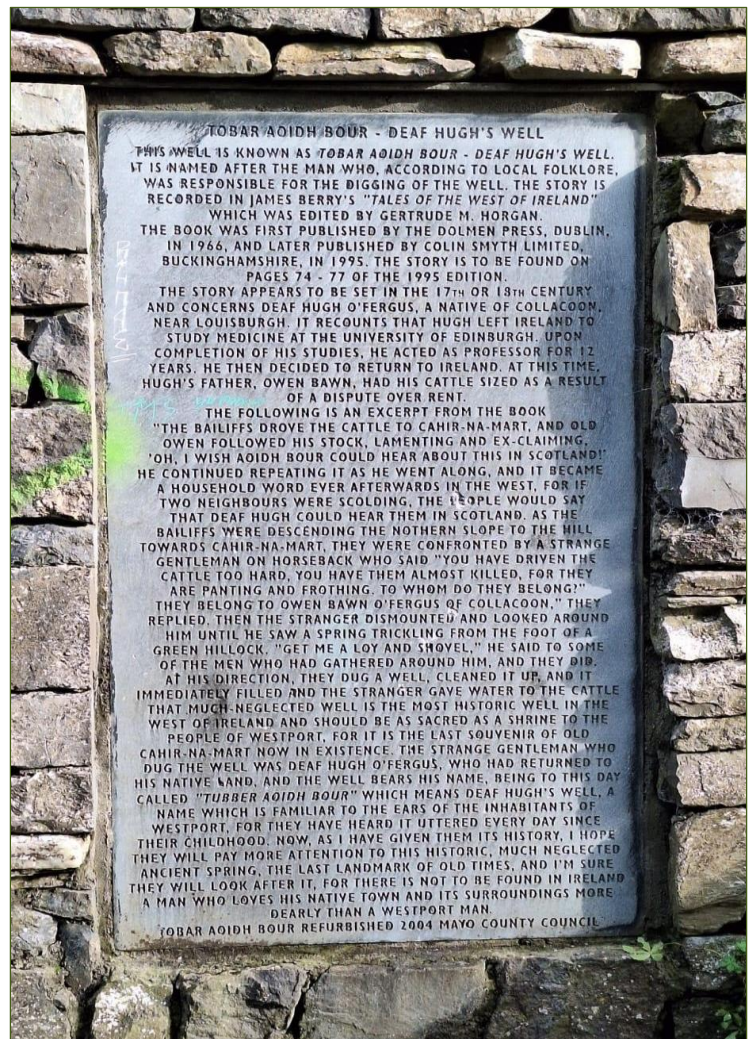 TOBAR AOIDH BOUR - DEAF HUGH'S WELL
THIS WELL IS KNOWN AS TOBAR AOIDH BOUR - DEAF HUGH'S WELL.
IT IS NAMED AFTER THE MAN WHO, ACCORDING TO LOCAL FOLKLORE,
WAS RESPONSIBLE FOR THE DIGGING OF THE WELL. THE STORY IS
RECORDED IN JAMES BERRY'S "TALES OF THE WEST OF IRELAND"
WHICH WAS EDITED BY GERTRUDE M. HORGAN.
THE BOOK WAS FIRST PUBLISHED BY THE DOLMEN PRESS, DUBLIN,
IN 1966, AND LATER PUBLISHED BY COLIN SMYTH LIMITED,
BUCKINGHAMSHIRE, IN 1995. THE STORY IS TO BE FOUND ON
PAGES 74 - 77 OF THE 1995 EDITION.
THE STORY APPEARS TO BE SET IN THE 17TH OR 18TH CENTURY
AND CONCERNS DEAF HUGH O'FERGUS, A NATIVE OF COLLACOON,
NEAR LOUISBURGH. IT RECOUNTS THAT HUGH LEFT IRELAND TO
STUDY MEDICINE AT THE UNIVERSITY OF EDINBURGH. UPON
COMPLETION OF HIS STUDIES, HE ACTED AS PROFESSOR FOR 12
YEARS. HE THEN DECIDED TO RETURN TO IRELAND. AT THIS TIME,
HUGH'S FATHER, OWEN BAWN, HAD HIS CATTLE SIZED AS A RESULT
OF A DISPUTE OVER RENT.
THE FOLLOWING IS AN EXCERPT FROM THE BOOK
"THE BAILIFFS DROVE THE CATTLE TO CAHIR-NA-MART, AND OLD
OWEN FOLLOWED HIS STOCK, LAMENTING AND EX-CLAIMING,
'OH, I WISH AOIDH BOUR COULD HEAR ABOUT THIS IN SCOTLAND!'
HE CONTINUED REPEATING IT AS HE WENT ALONG, AND IT BECAME
A HOUSEHOLD WORD EVER AFTERWARDS IN THE WEST, FOR IF
TWO NEIGHBOURS WERE SCOLDING, THE PEOPLE WOULD SAY
THAT DEAF HUGH COULD HEAR THEM IN SCOTLAND. AS THE
BAILIFFS WERE DESCENDING THE NOTHERN SLOPE TO THE HILL
TOWARDS CAHIR-NA-MART, THEY WERE CONFRONTED BY A STRANGE
GENTLEMAN ON HORSEBACK WHO SAID "YOU HAVE DRIVEN THE
CATTLE TOO HARD, YOU HAVE THEM ALMOST KILLED, FOR THEY
ARE PANTING AND FROTHING. TO WHOM DO THEY BELONG?"
THEY BELONG TO OWEN BAWN O'FERGUS OF COLLACOON," THEY
REPLIED. THEN THE STRANGER DISMOUNTED AND LOOKED AROUND
HIM UNTIL HE SAW A SPRING TRICKLING FROM THE FOOT OF A
GREEN HILLOCK. "GET ME A LOY AND SHOVEL," HE SAID TO SOME
OF THE MEN WHO HAD GATHERED AROUND HIM, AND THEY DID.
AT HIS DIRECTION, THEY DUG A WELL, CLEANED IT UP, AND IT
IMMEDIATELY FILLED AND THE STRANGER GAVE WATER TO THE CATTLE
THAT MUCH-NEGLECTED WELL IS THE MOST HISTORIC WELL IN THE
WEST OF IRELAND AND SHOULD BE AS SACRED AS A SHRINE TO THE
PEOPLE OF WESTPORT, FOR IT IS THE LAST SOUVENIR OF OLD
CAHIR-NA-MART NOW IN EXISTENCE. THE STRANGE GENTLEMAN WHO
DUG THE WELL WAS DEAF HUGH O'FERGUS, WHO HAD RETURNED TO
HIS NATIVE LAND, AND THE WELL BEARS HIS NAME, BEING TO THIS DAY
CALLED "TUBBER AOIDH BOUR" WHICH MEANS DEAF HUGH'S WELL, A
NAME WHICH IS FAMILIAR TO THE EARS OF THE INHABITANTS OF
WESTPORT, FOR THEY HAVE HEARD IT UTTERED EVERY DAY SINCE
THEIR CHILDHOOD. NOW, AS I HAVE GIVEN THEM ITS HISTORY, I HOPE
THEY WILL PAY MORE ATTENTION TO THIS HISTORIC, MUCH NEGLECTED
ANCIENT SPRING, THE LAST LANDMARK OF OLD TIMES, AND I'M SURE
THEY WILL LOOK AFTER IT, FOR THERE IS NOT TO BE FOUND IN IRELAND
A MAN WHO LOVES HIS NATIVE TOWN AND ITS SURROUNDINGS MORE
DEARLY THAN A WESTPORT MAN.
TOBAR AOIDH BOUR REFURBISHED 2004 MAYO COUNTY COUNCIL